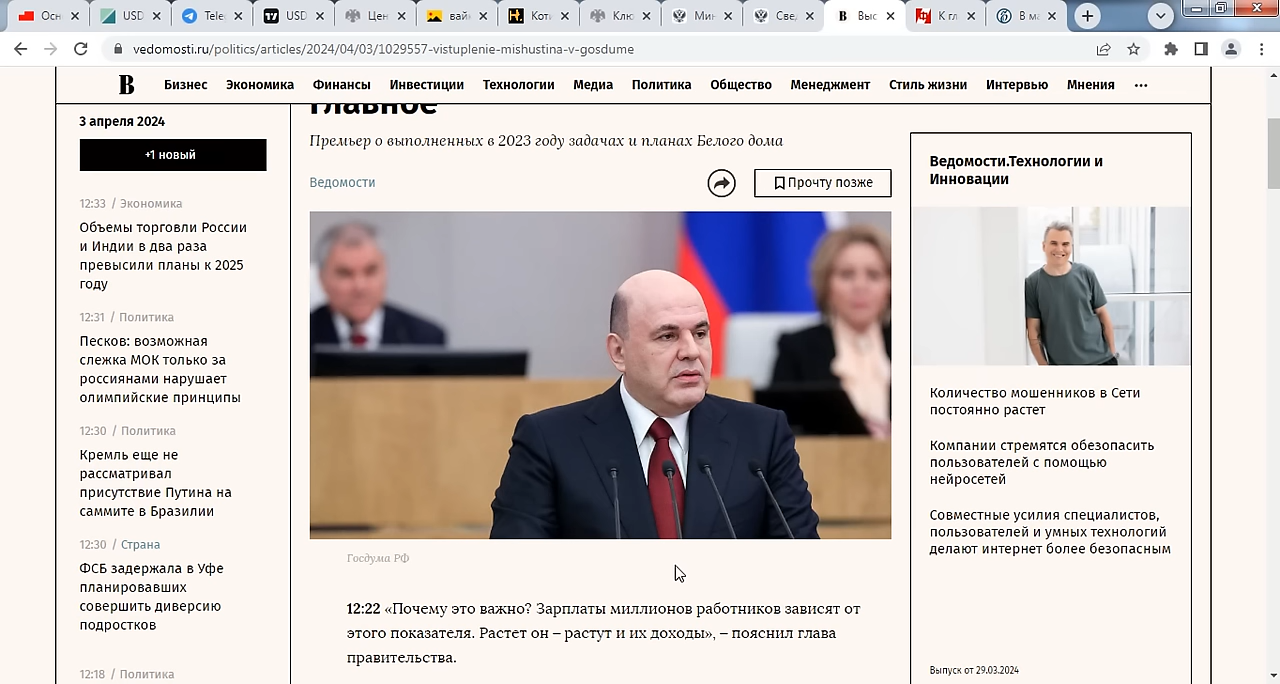 Осн
USD
Tele
USD
Цен
вай
Коти
Клю
Мин
Све,
Выс
К гл
В ма
vedomosti.ru/politics/articles/2024/04/03/1029557-vistuplenie-mishustina-v-gosdume
В Бизнес Экономика Финансы Инвестиции Технологии Медиа Политика Общество Менеджмент Стиль жизни Интервью Мнения ...
3 апреля 2024
+1 новый
12:33 / Экономика
Объемы торговли России
и Индии в два раза
превысили планы к 2025
году
12:31 / Политика
Песков: возможная
слежка МОК только за
россиянами нарушает
олимпийские принципы
12:30 / Политика
Кремль еще не
рассматривал
присутствие Путина на
саммите в Бразилии
12:30 / Страна
ФСБ задержала в Уфе
планировавших
совершить диверсию
подростков
12:18 / Политика
главное
Премьер о выполненных в 2023 году задачах и планах Белого дома
Ведомости
Прочту позже
Госдума РФ
12:22 «Почему это важно? Зарплаты миллионов работников зависят от
этого показателя. Растет он – растут и их доходы», – пояснил глава
правительства.
Ведомости.Технологии и
Инновации
Количество мошенников в Сети
постоянно растет
Компании стремятся обезопасить
пользователей с помощью
нейросетей
Совместные усилия специалистов,
пользователей и умных технологий
делают интернет более безопасным
Выпуск от 29.03.2024